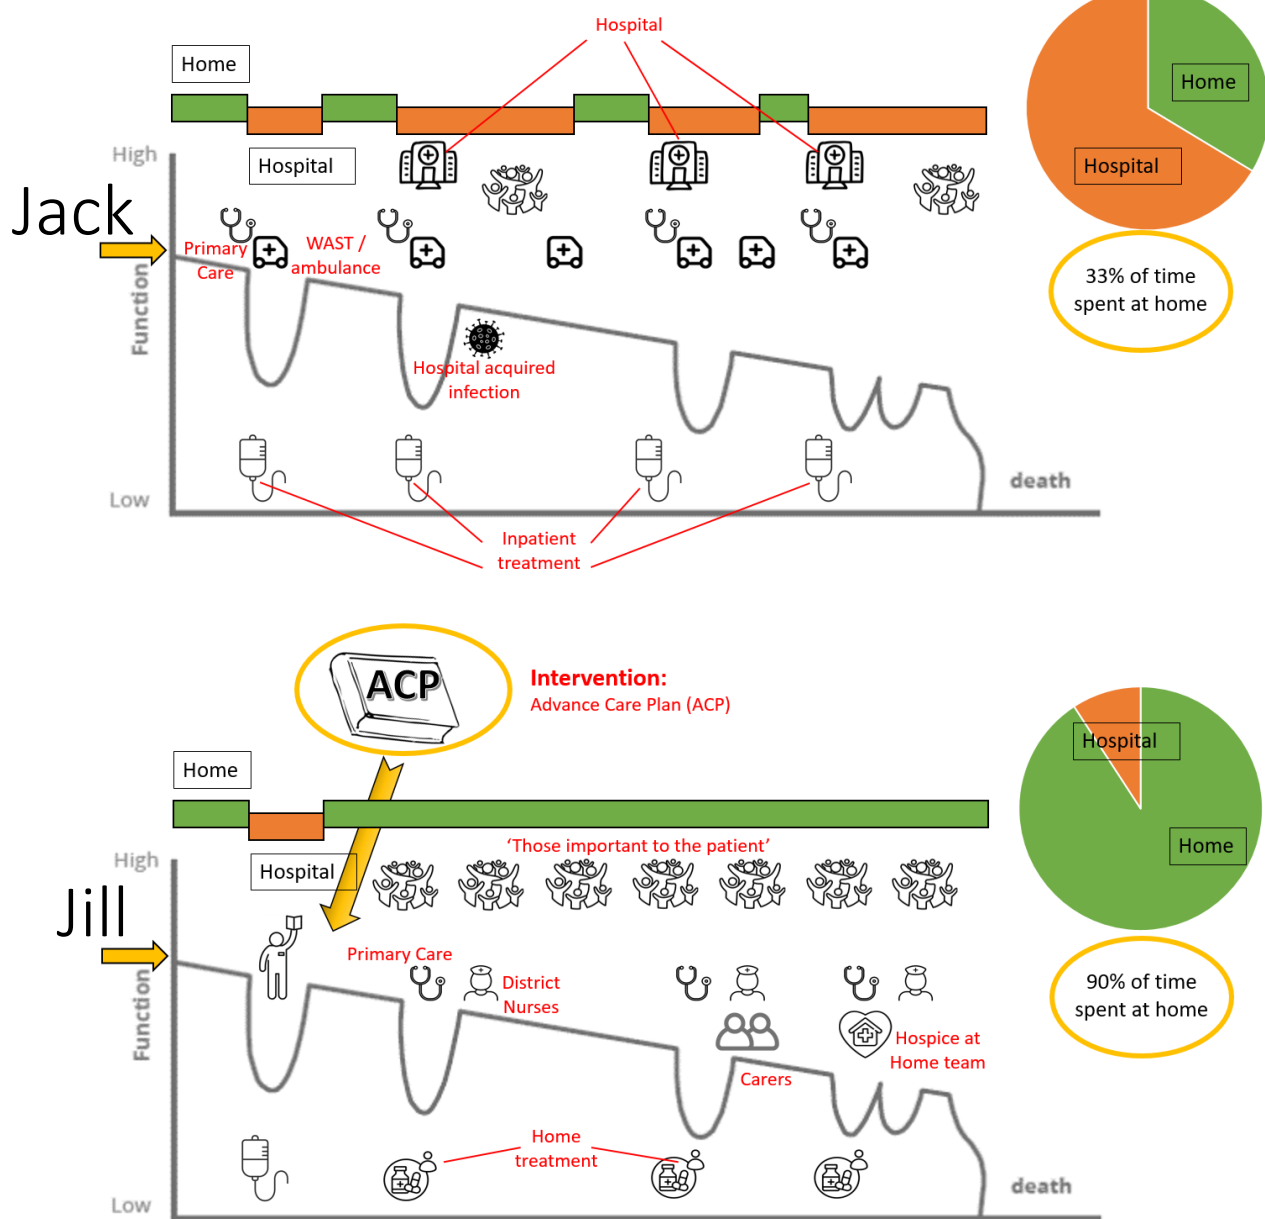 Hospital
Home
Home
Hospital
Hospital
High
Jack
Primary
Care
WAST /
ambulance
33% of time
spent at home
Function
Hospital acquired
infection
death
Low
Inpatient
treatment
ACP
Intervention:
Advance Care Plan (ACP)
Home
Hospital
'Those important to the patient'
Home
High
Hospital
Jill
Primary Care
District
Nurses
90% of time
spent at home
Function
Hospice at
Home team
Carers
Home
treatment
death
Low